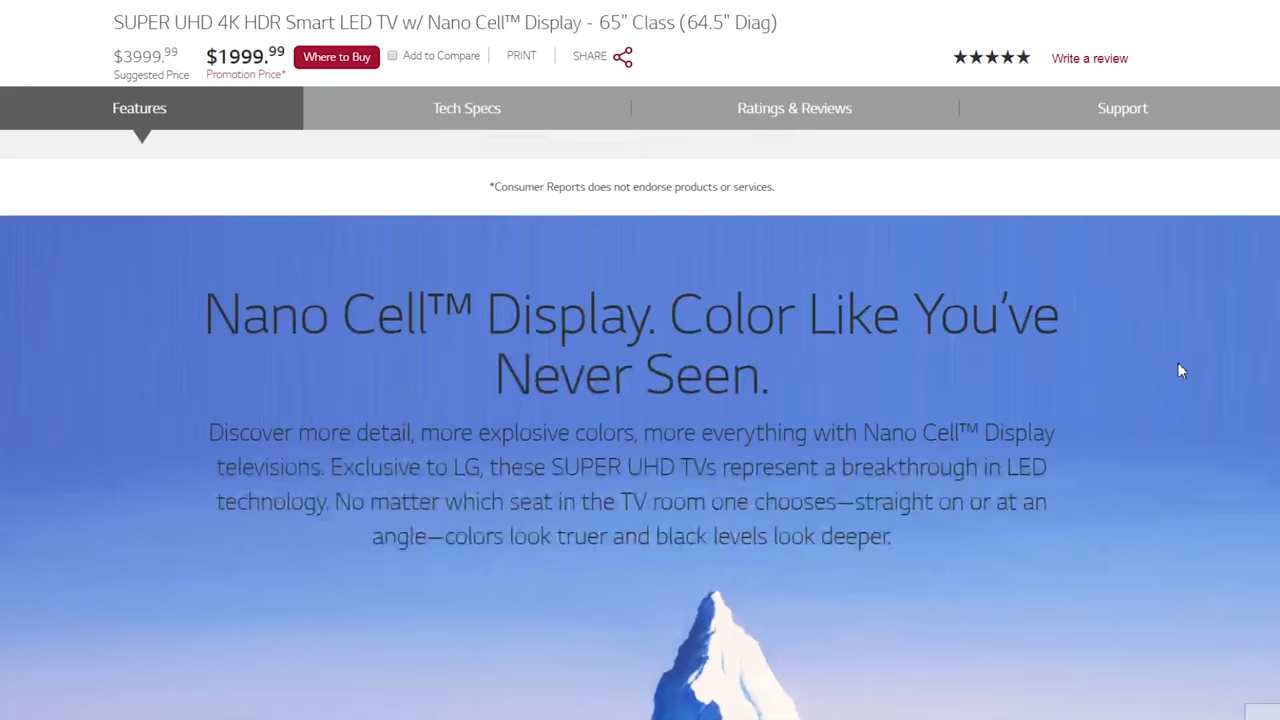 SUPER UHD 4K HDR Smart LED TV w/ Nano Cell™ Display - 65" Class (64.5" Diag)
$3999.99 $1999.99 Where to Buy Add to Compare PRINT SHARE ★★★★★ Write a review
Suggested Price Promotion Price*
Features Tech Specs Ratings & Reviews Support
*Consumer Reports does not endorse products or services.
Nano Cell™ Display. Color Like You've
Never Seen.
Discover more detail, more explosive colors, more everything with Nano Cell™ Display
televisions. Exclusive to LG, these SUPER UHD TVs represent a breakthrough in LED
technology. No matter which seat in the TV room one chooses—straight on or at an
angle—colors look truer and black levels look deeper.